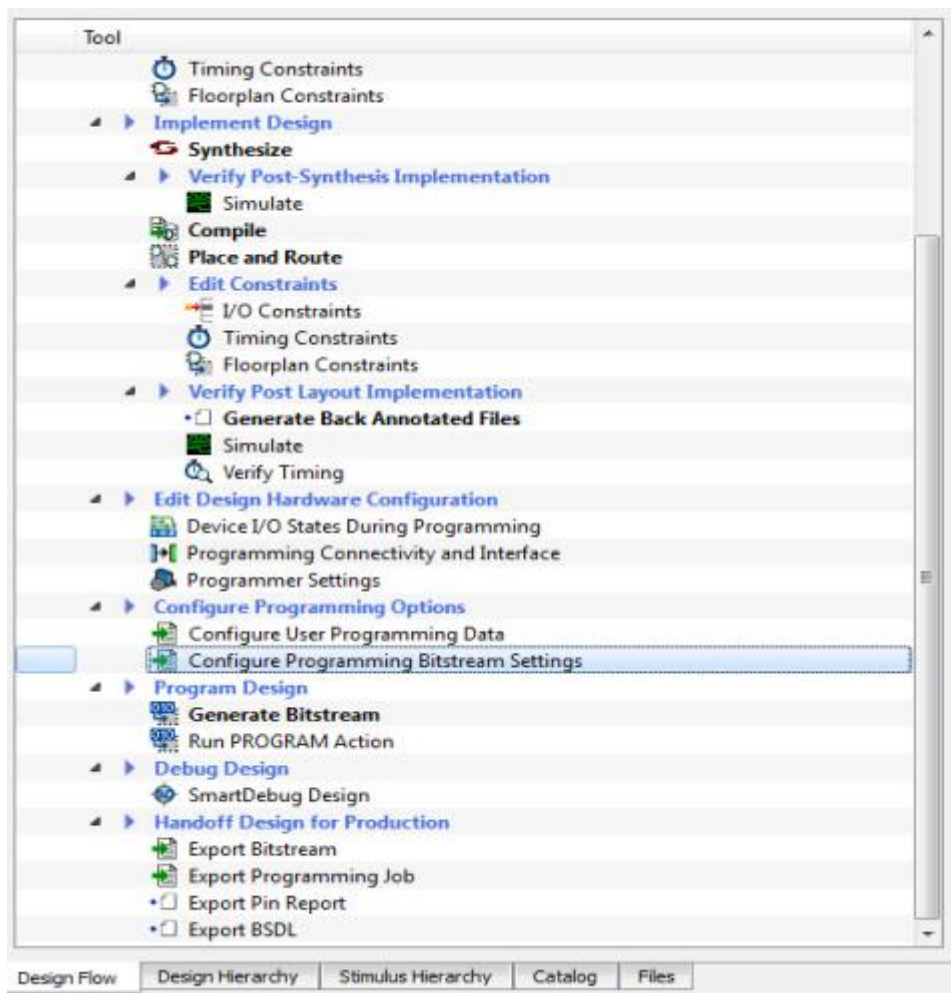 Tool
Timing Constraints
Floorplan Constraints
Implement Design
Synthesize
Verify Post-Synthesis Implementation
Simulate
Compile
Place and Route
Edit Constraints
I/O Constraints
Timing Constraints
Floorplan Constraints
Verify Post Layout Implementation
Generate Back Annotated Files
Simulate
Verify Timing
Edit Design Hardware Configuration
Device I/O States During Programming
Programming Connectivity and Interface
Programmer Settings
Configure Programming Options
Configure User Programming Data
Configure Programming Bitstream Settings
Program Design
Generate Bitstream
Run PROGRAM Action
Debug Design
SmartDebug Design
Handoff Design for Production
Export Bitstream
Export Programming Job
Export Pin Report
Export BSDL
Design Flow Design Hierarchy Stimulus Hierarchy Catalog Files